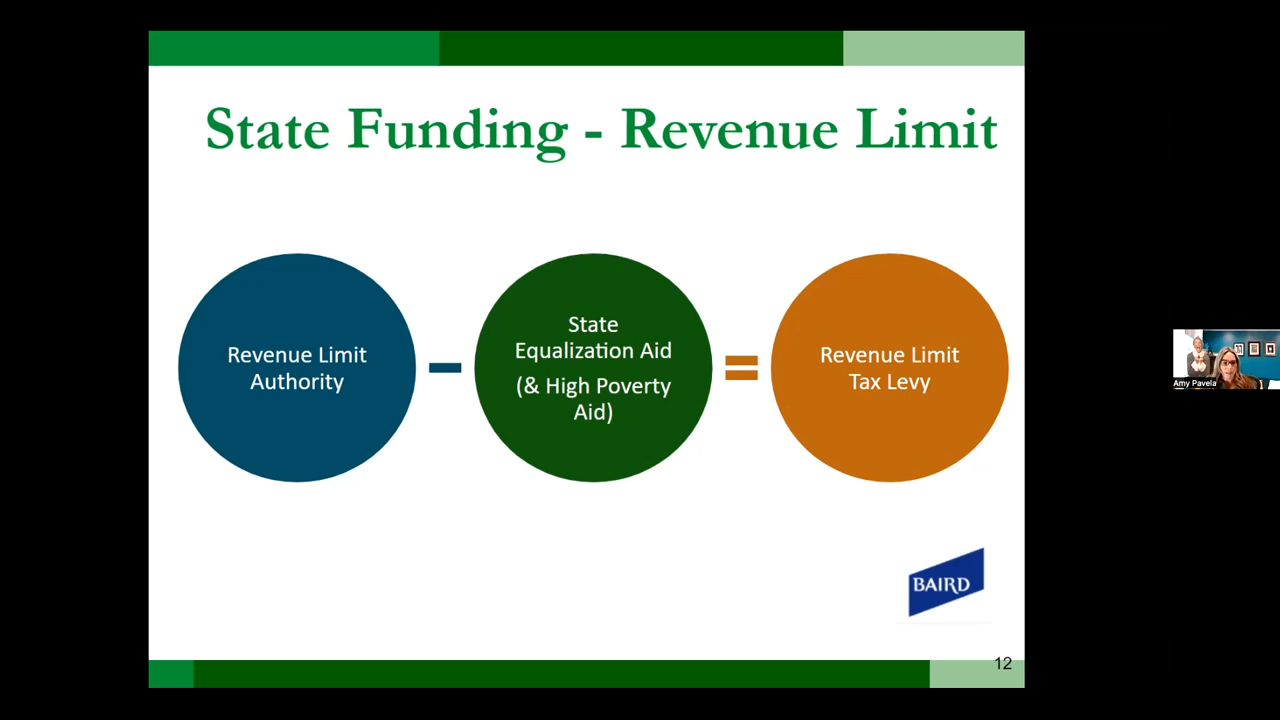 State Funding - Revenue Limit
Revenue Limit
Authority
State
Equalization Aid
(& High Poverty
Aid)
Revenue Limit
Tax Levy
BAIRD
12
Amy Pavela